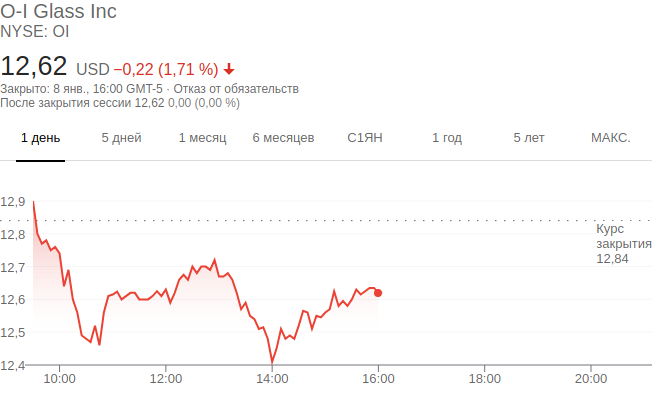 O-I Glass Inc
NYSE: OI
12,62 USD −0,22 (1,71 %)
Закрыто: 8 янв., 16:00 GMT-5 · Отказ от обязательств
После закрытия сессии 12,62 0,00 (0,00 %)
1 день 5 дней 1 месяц 6 месяцев С1ЯН 1 год 5 лет МАКС.
12,9
12,8
12,7
12,6
12,5
12,4
Курс
закрытия
12,84
10:00 12:00 14:00 16:00 18:00 20:00